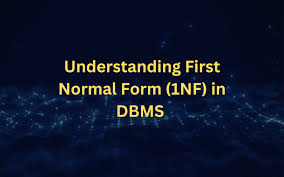 Understanding First
Normal Form (1NF) in
DBMS